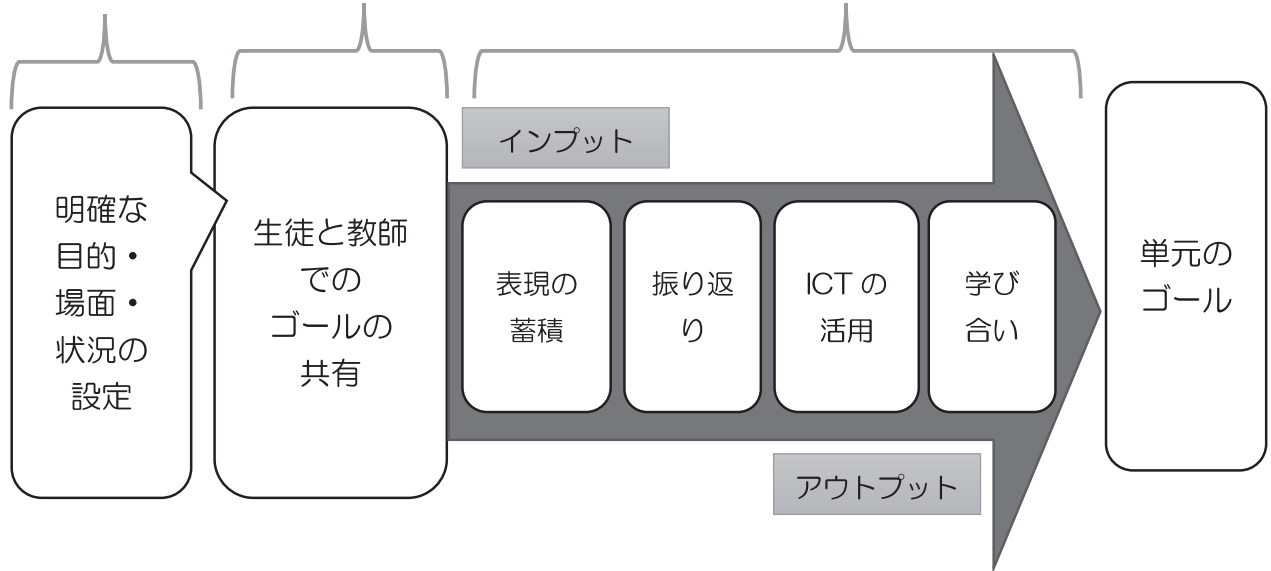 明確な
目的・
場面・
状況の
設定
生徒と教師
での
ゴールの
共有
インプット
表現の
蓄積
振り返
り
ICT の
活用
学び
合い
アウトプット
単元の
ゴール